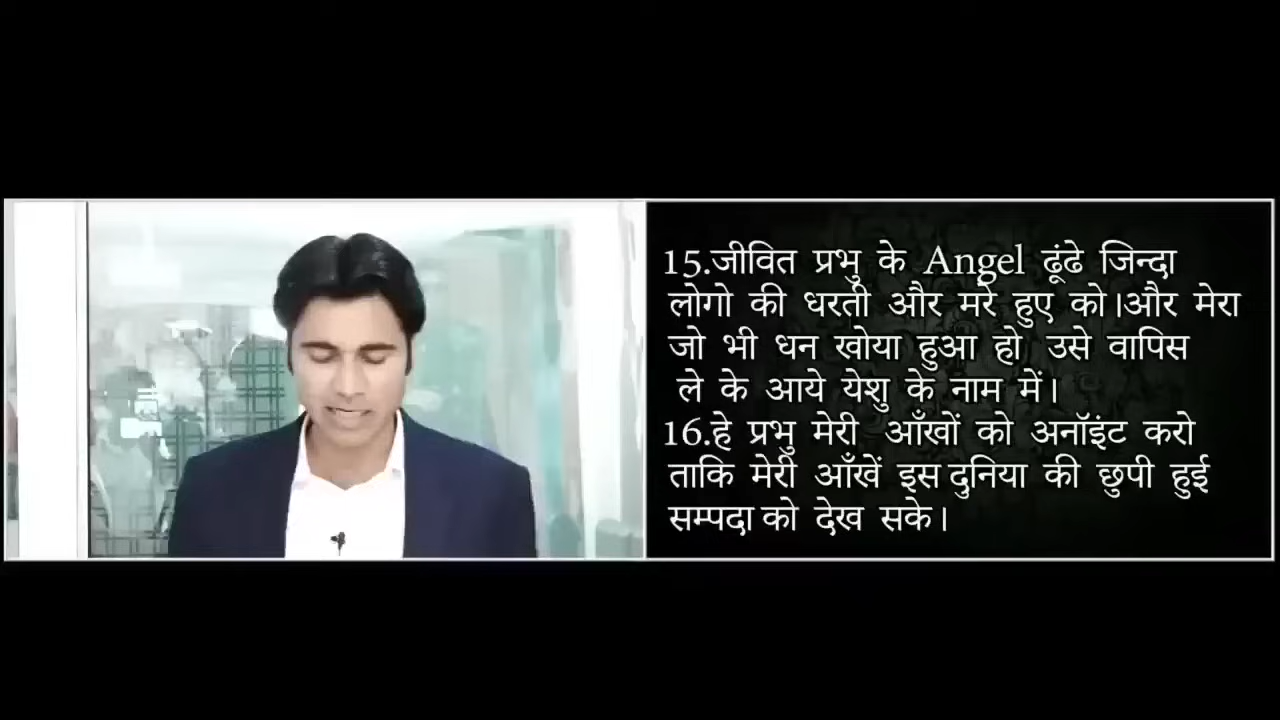 15.जीवित प्रभु के Angel ढूंढे जिन्दा
लोगो की धरती और मरे हुए को।और मेरा
जो भी धन खोया हुआ हो उसे वापिस
ले के आये येशु के नाम में।
16.हे प्रभु मेरी आँखों को अनॉइंट करो
ताकि मेरी आँखें इस दुनिया की छुपी हुई
सम्पदा को देख सके।